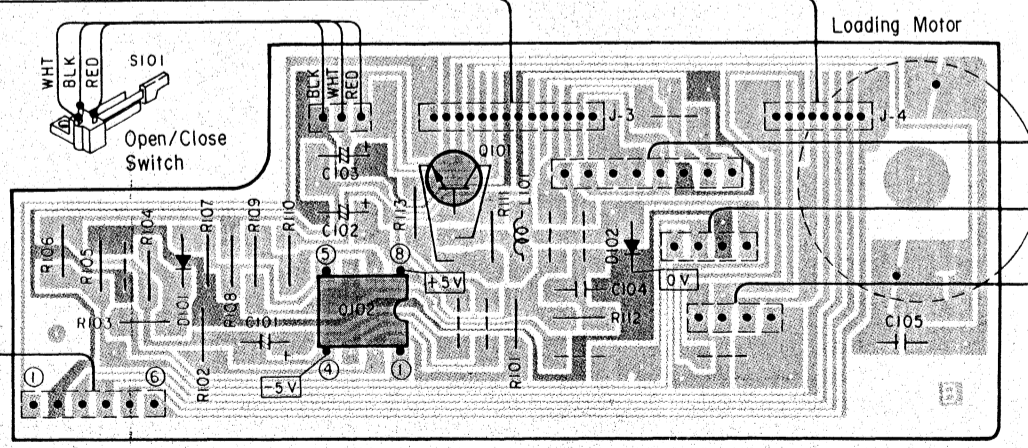 Loading Motor
WHT
BLK
RED
S101
BLK
WHT
RED
J-3
J-4
Open/Close
Switch
Q101
C103
+
C102
+
R113
R111
L101
R106
R105
R104
R107
R109
R110
D101
R108
D102
⑤
⑧
+5V
0V
C104
Q102
R103
C101
+
R112
C105
R102
-5V
④
①
R101
①
⑥